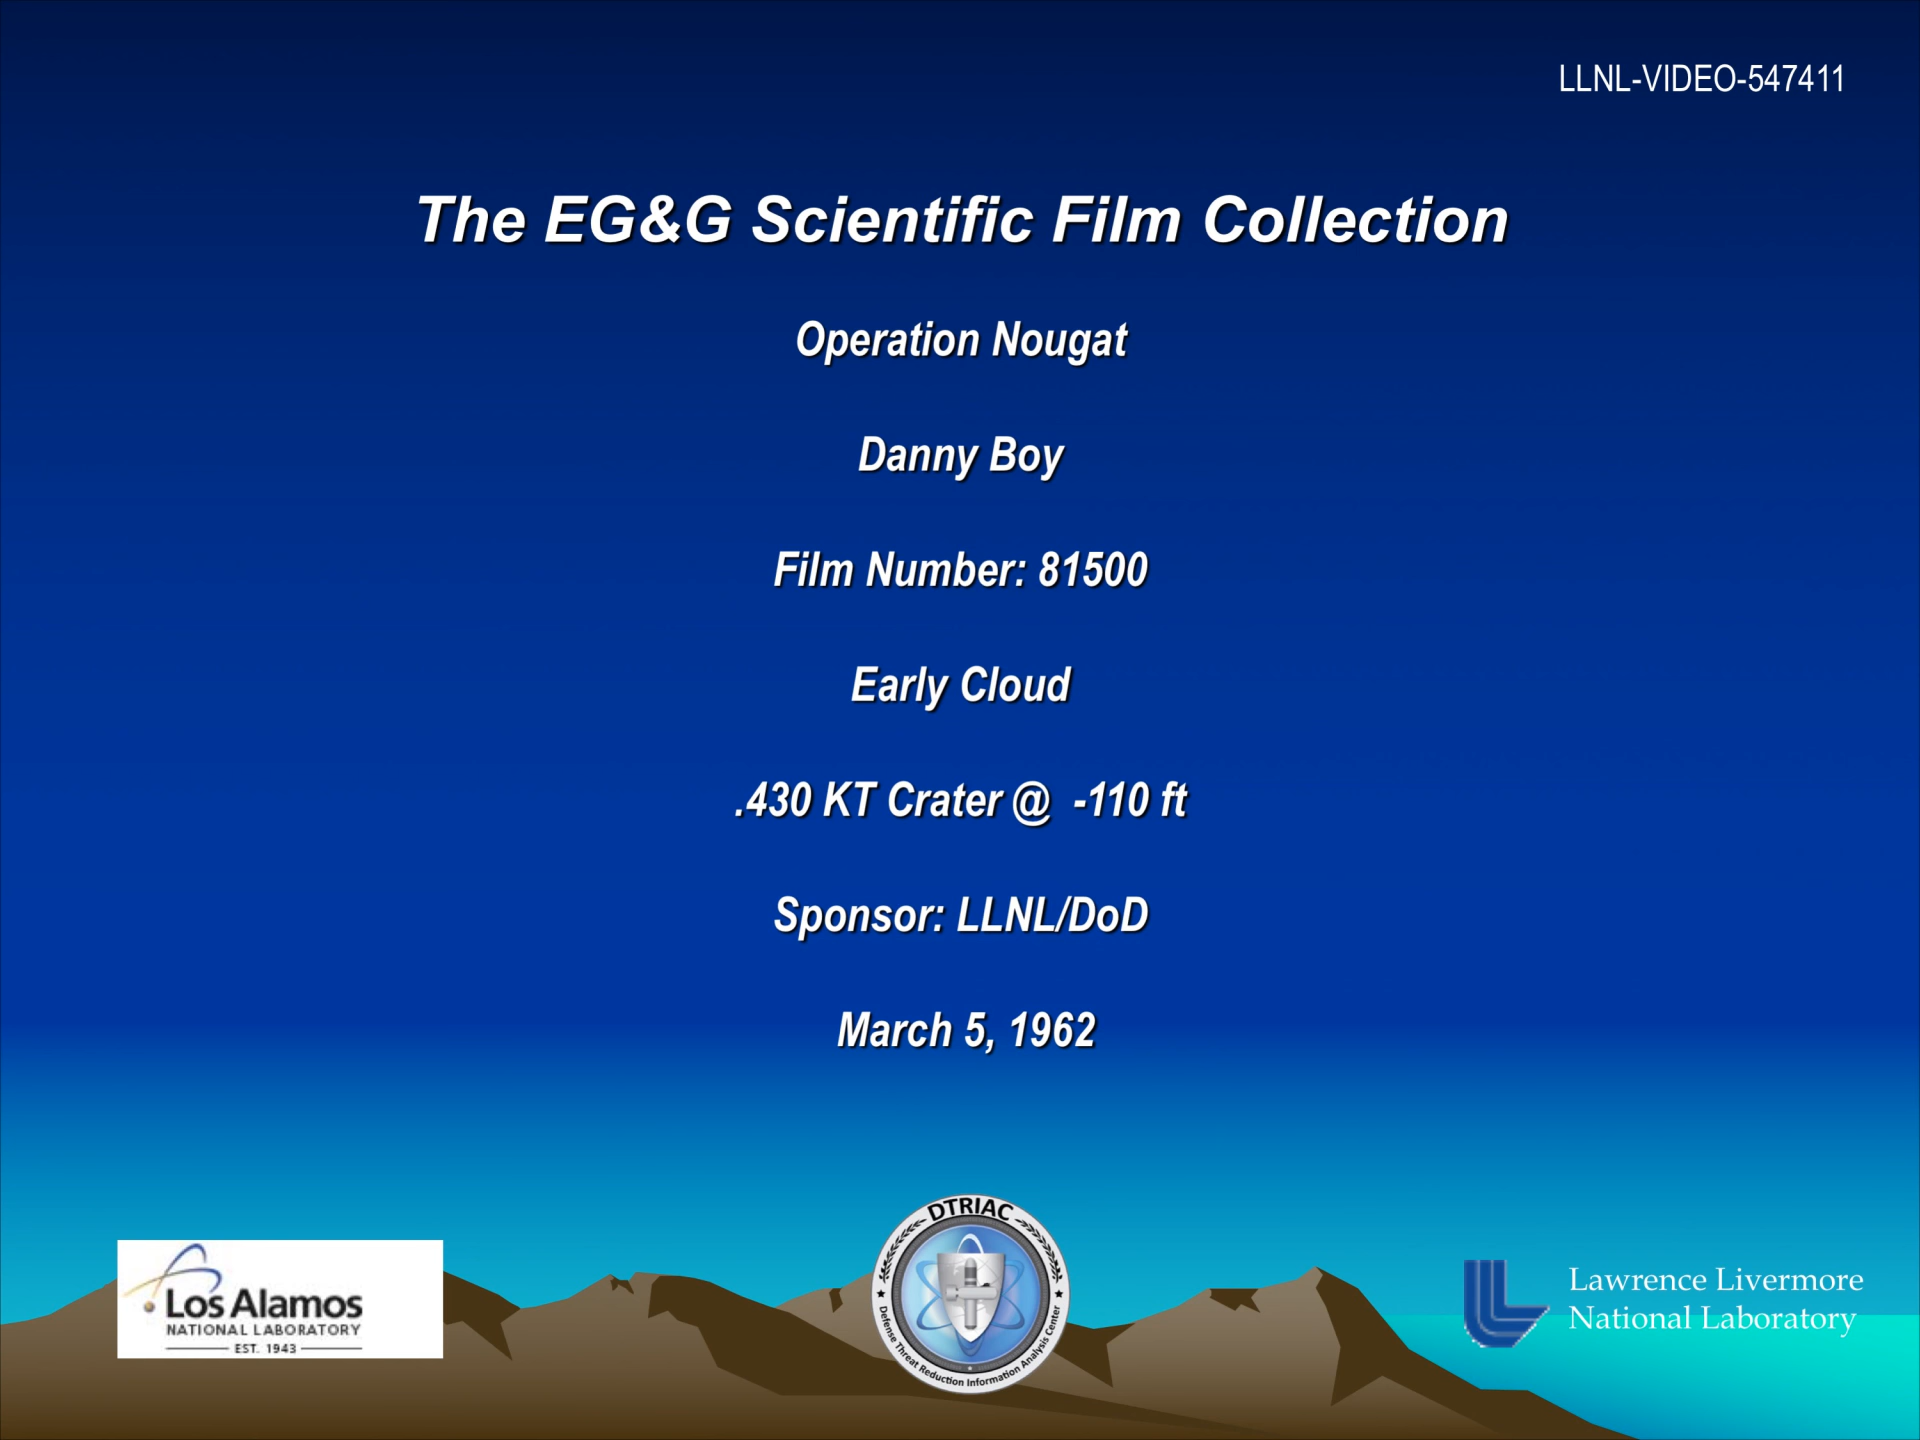 LLNL-VIDEO-547411
The EG&G Scientific Film Collection
Operation Nougat
Danny Boy
Film Number: 81500
Early Cloud
.430 KT Crater @ -110 ft
Sponsor: LLNL/DoD
March 5, 1962
Los Alamos
NATIONAL LABORATORY
EST. 1943
DTRIAC
Defense Threat Reduction Information Analysis Center
Lawrence Livermore
National Laboratory